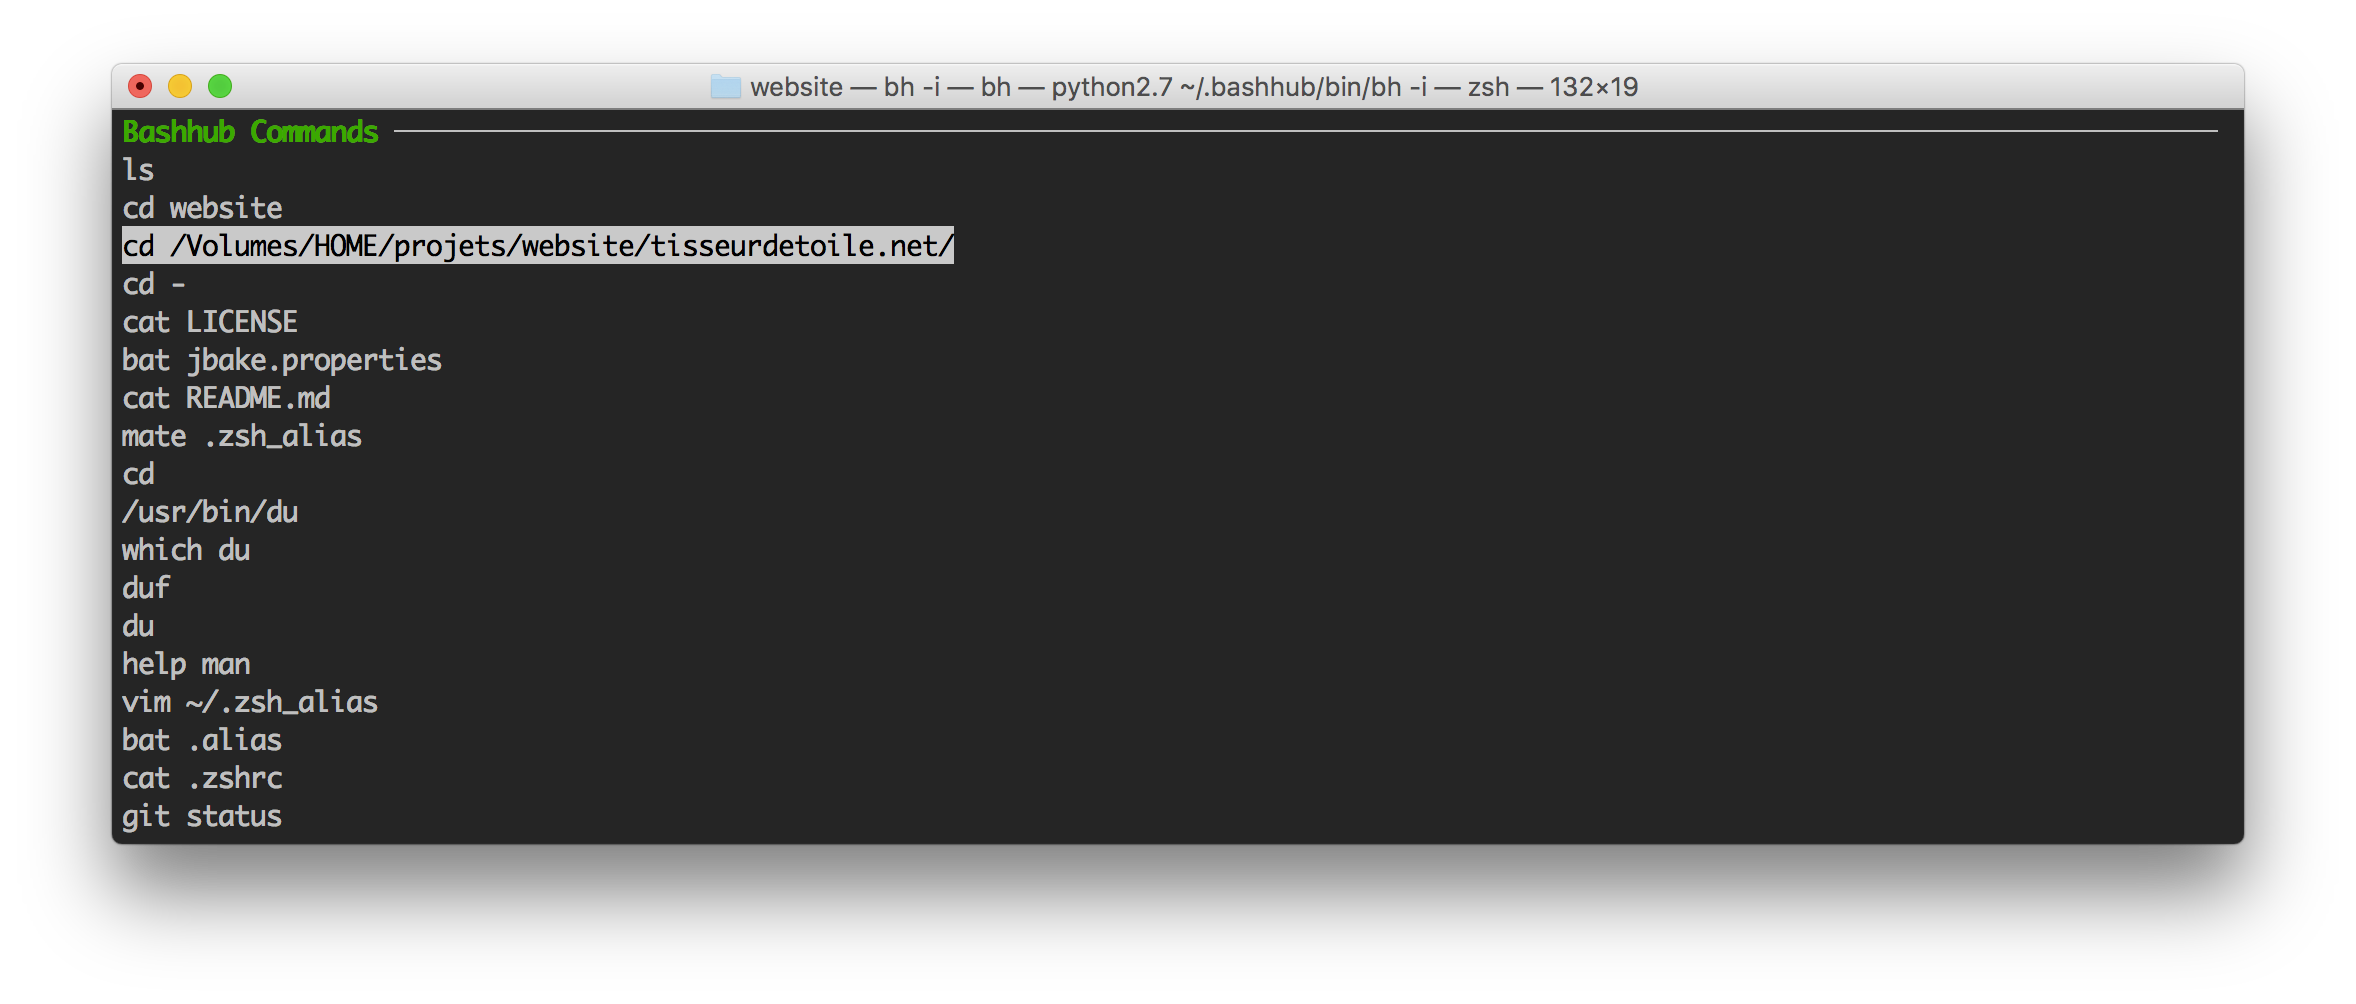 website — bh -i — bh — python2.7 ~/.bashhub/bin/bh -i — zsh — 132×19
Bashhub Commands
ls
cd website
cd /Volumes/HOME/projets/website/tisseurdetoile.net/
cd -
cat LICENSE
bat jbake.properties
cat README.md
mate .zsh_alias
cd
/usr/bin/du
which du
duf
du
help man
vim ~/.zsh_alias
bat .alias
cat .zshrc
git status